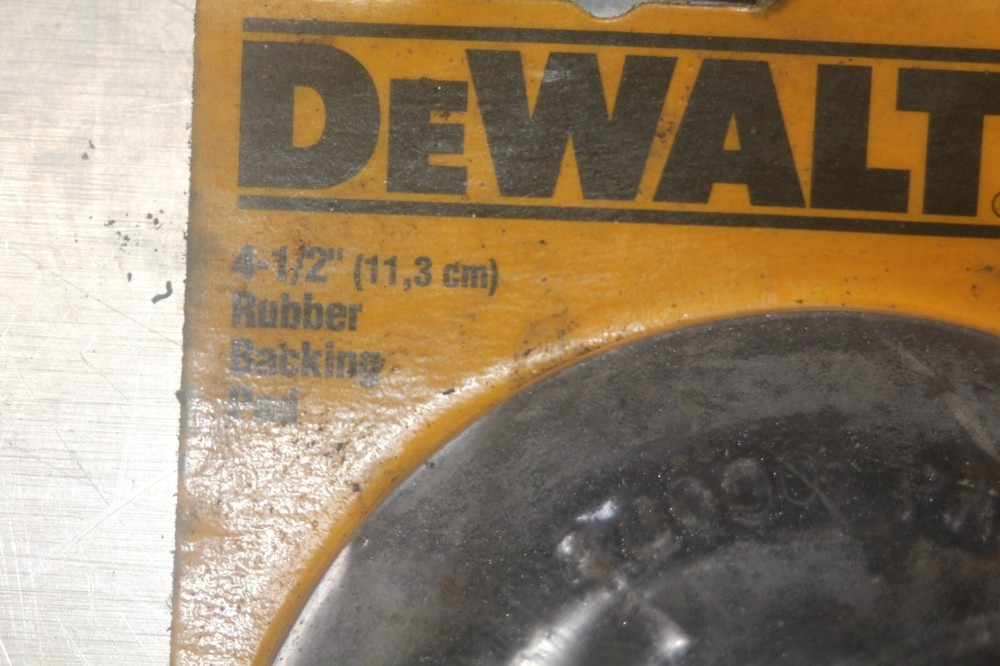 DEWALT
4-1/2" (11,3 cm)
Rubber
Backing
Pad